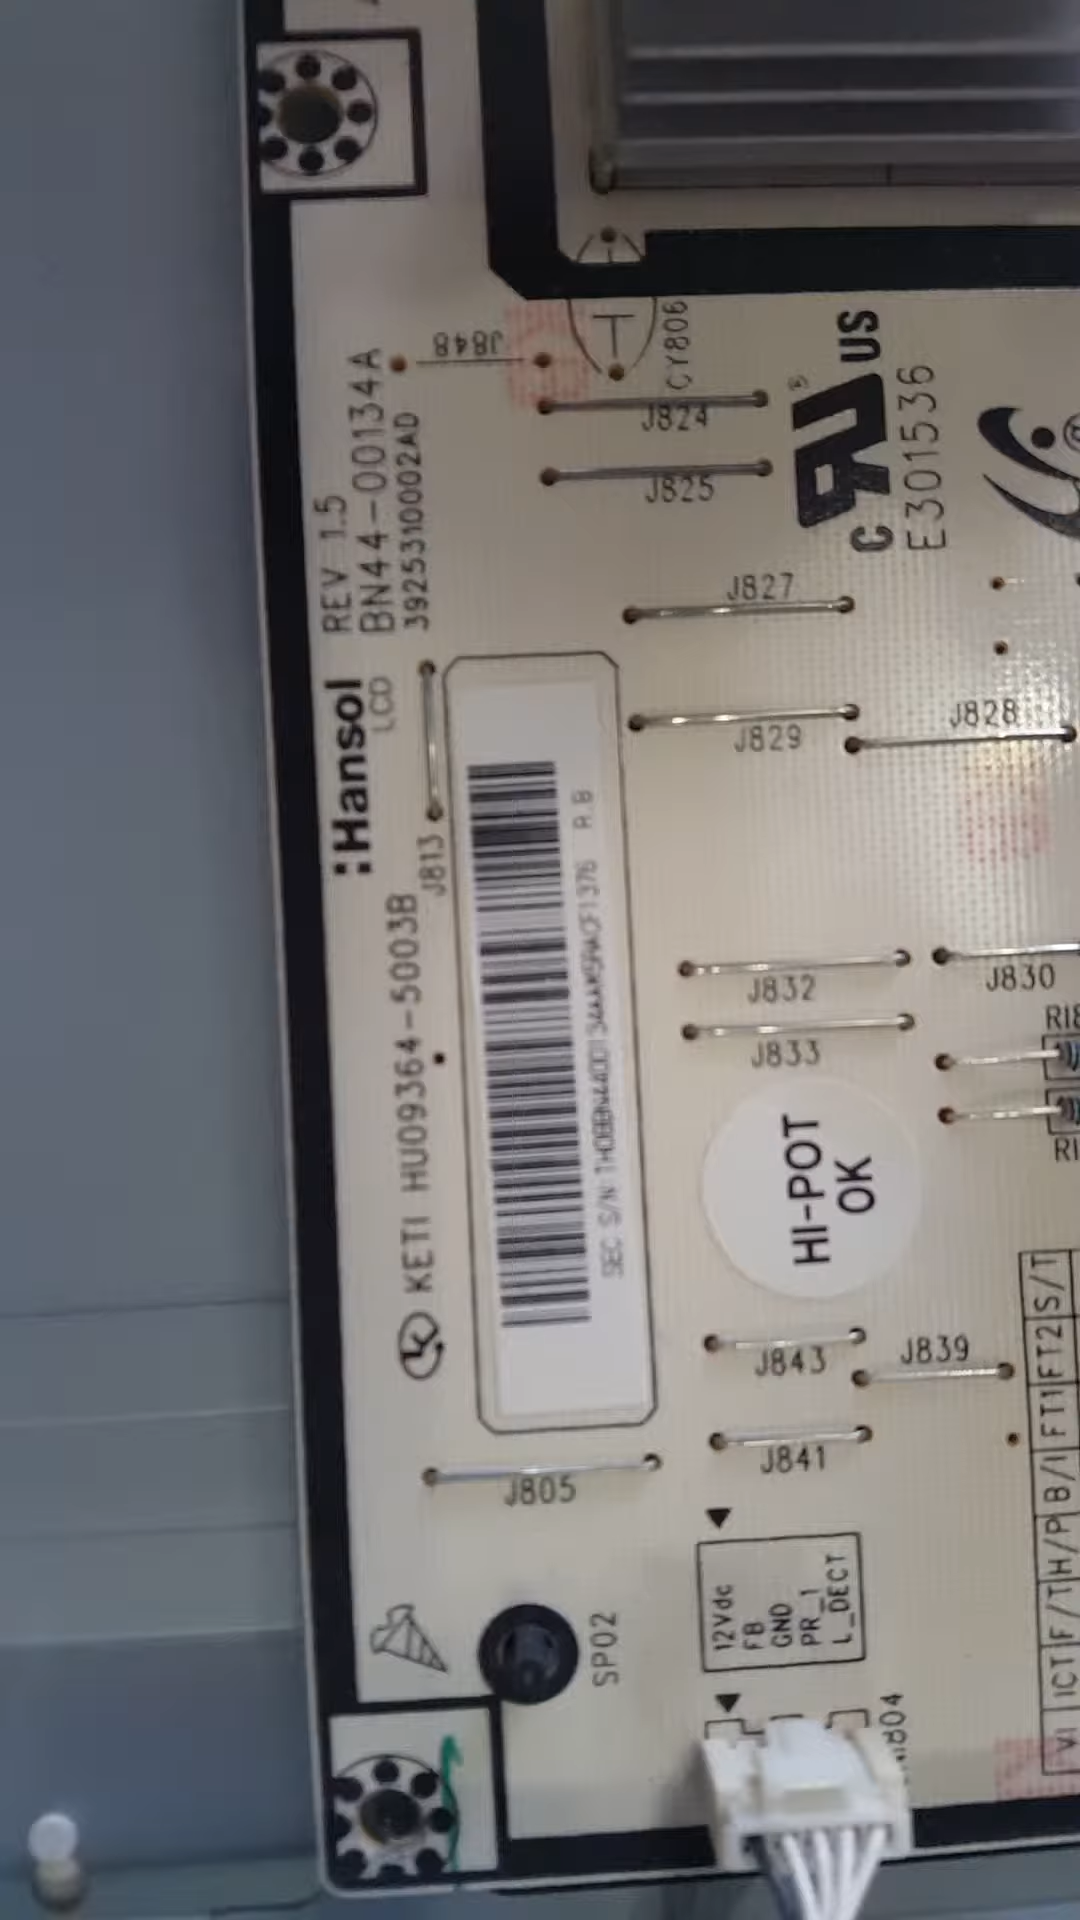 J848
CY806
J824
J825
J827
J829
J828
REV 1.5
BN44-00134A
3925310002AD
Hansol
LCD
J813
KETI HU09364-5003B
R.B
SEC S/N:
C US
E301536
®
J832
J830
J833
HI-POT
OK
J843
J839
J841
J805
SP02
12Vdc
FB
GND
PR_1
L_DECT
V1 ICT F/T H/P B/I FT1 FT2 S/T